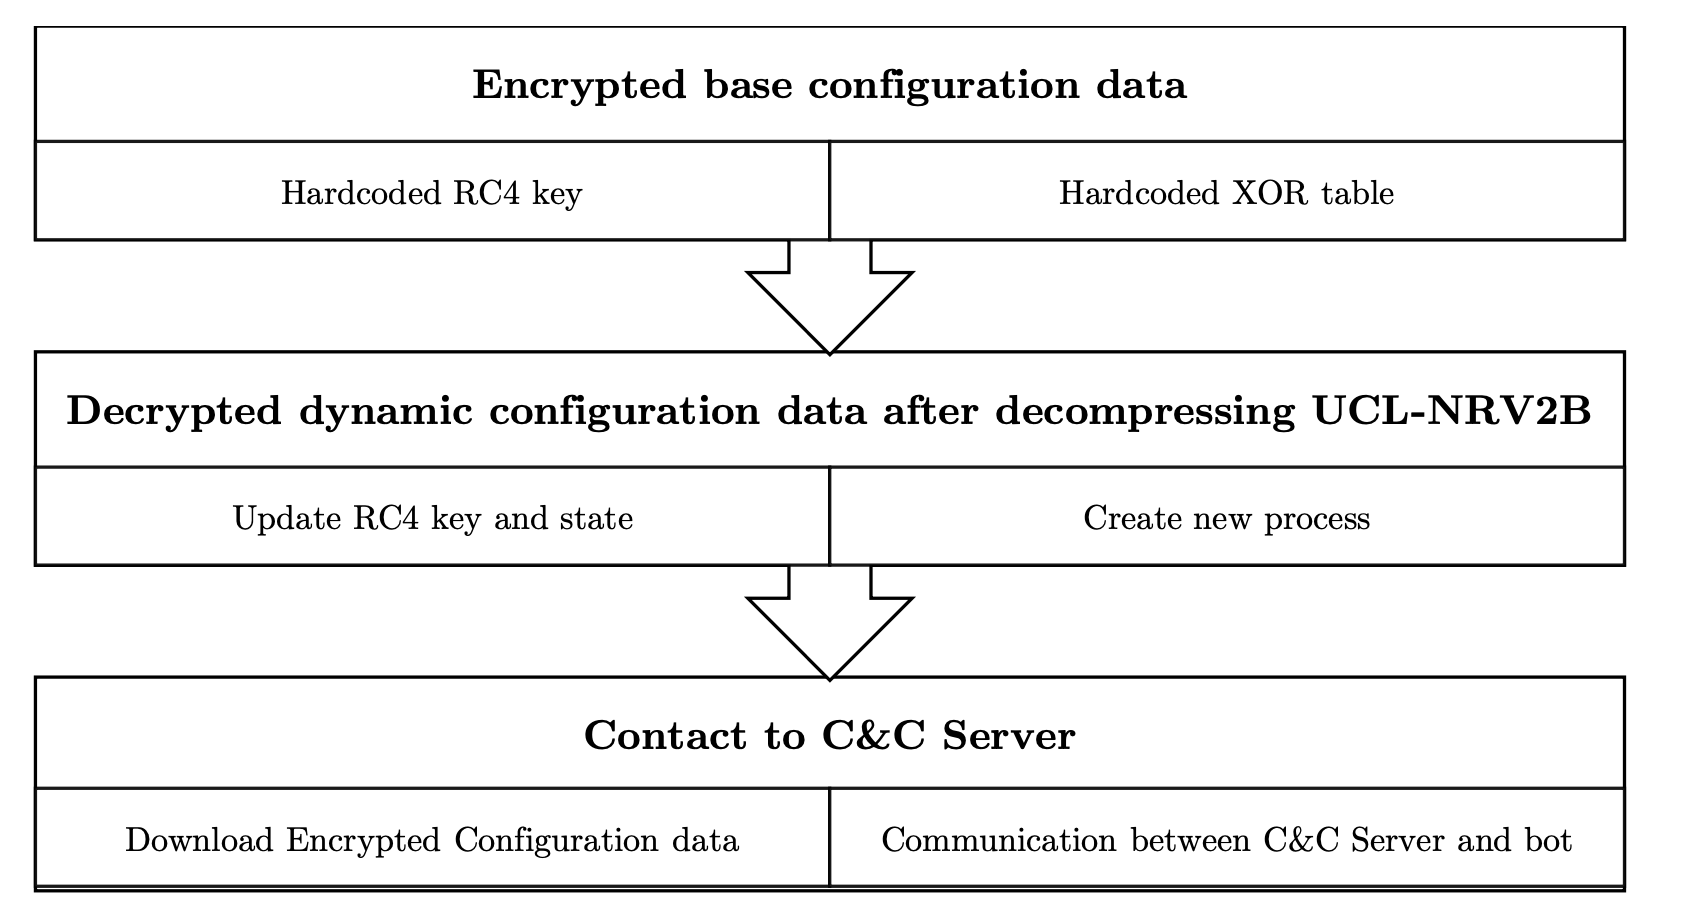 Encrypted base configuration data
Hardcoded RC4 key
Hardcoded XOR table
Decrypted dynamic configuration data after decompressing UCL-NRV2B
Update RC4 key and state
Create new process
Contact to C&C Server
Download Encrypted Configuration data
Communication between C&C Server and bot